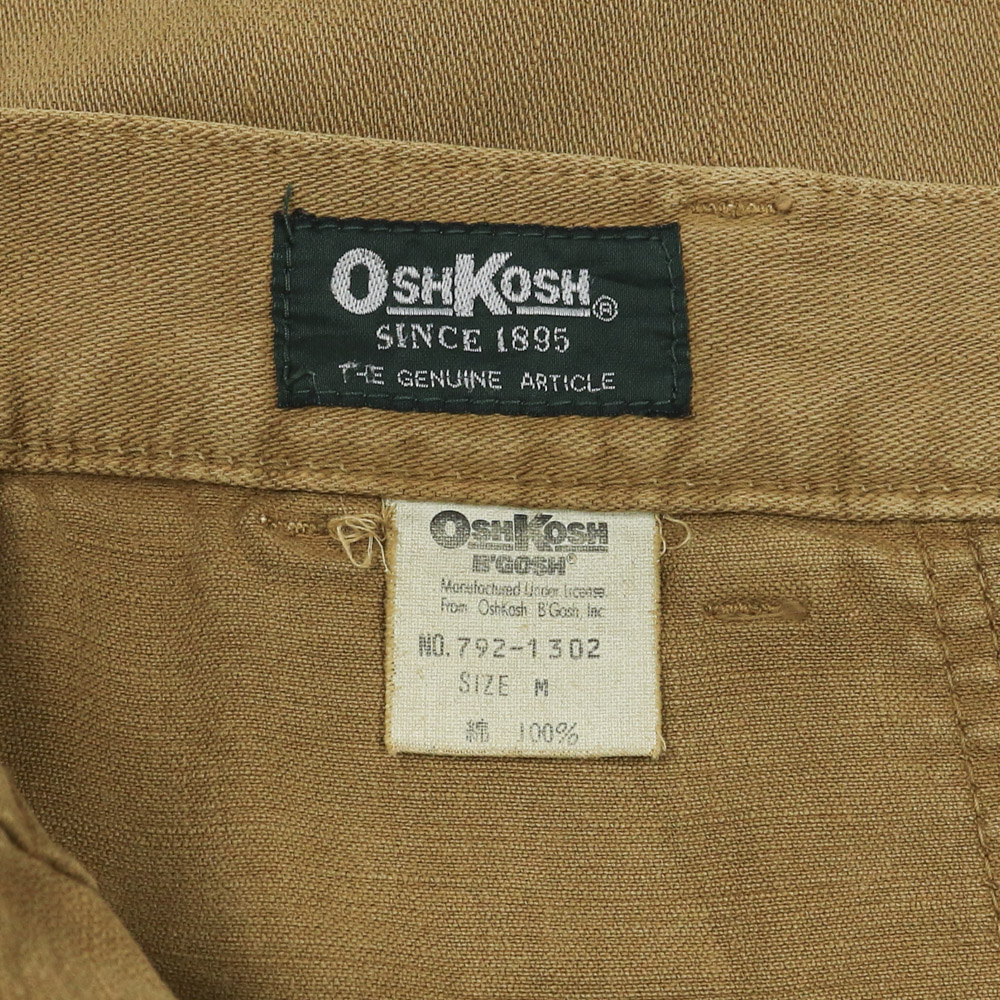 OSHKOSH®
SINCE 1895
THE GENUINE ARTICLE
OSHKOSH
B'GOSH®
Manufactured Under License
From OshKosh B'Gosh, Inc.
NO. 792-1302
SIZE M
綿 100%